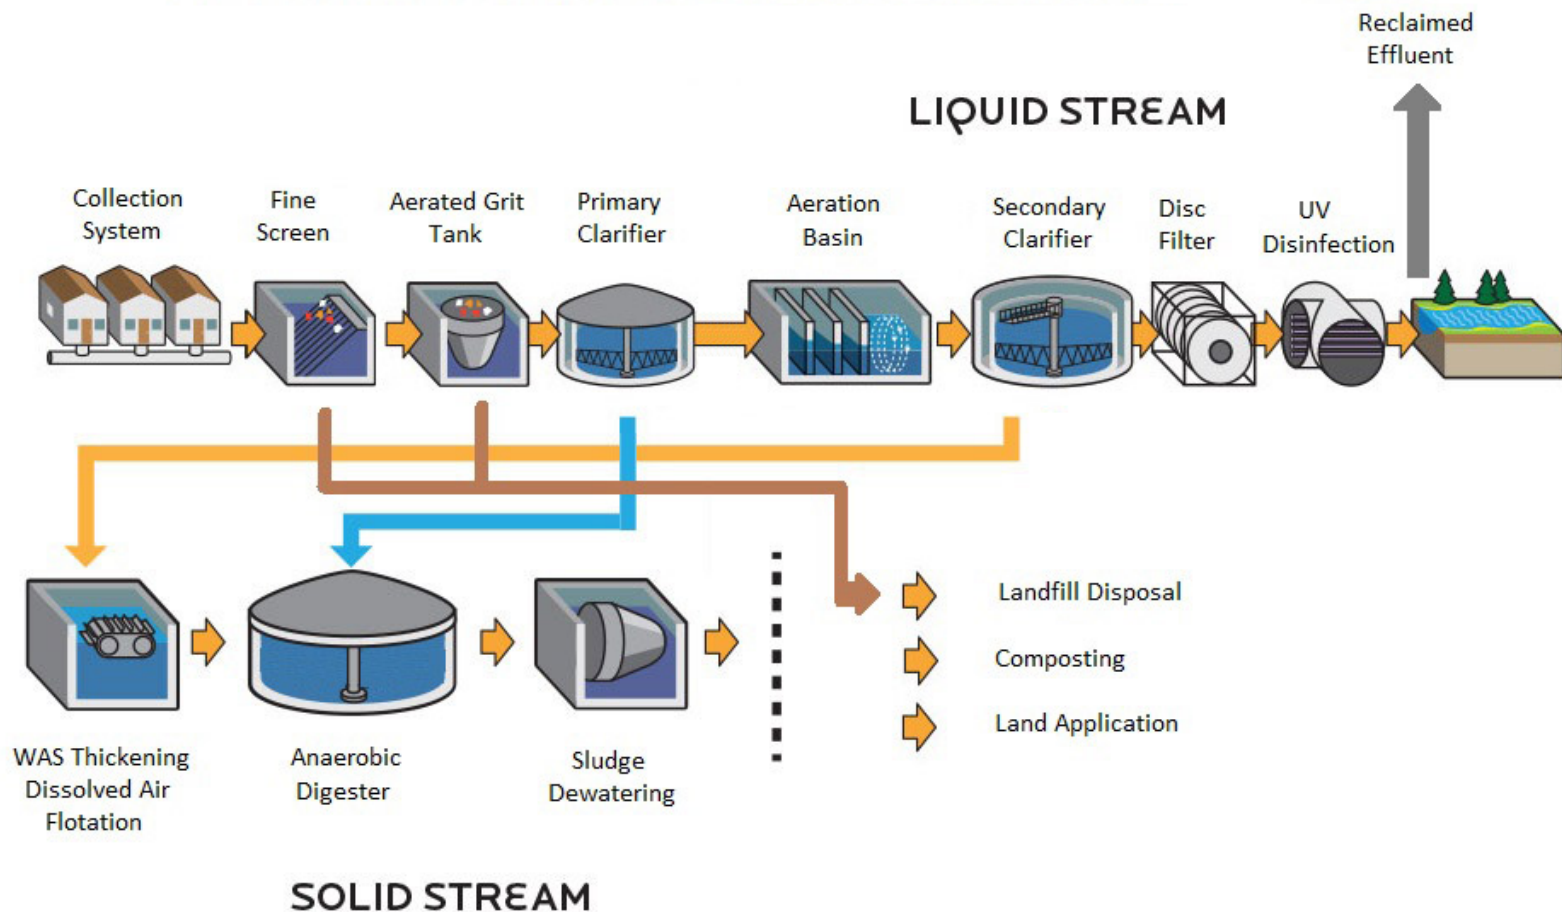 Reclaimed
Effluent
LIQUID STREAM
Collection
System
Fine
Screen
Aerated Grit
Tank
Primary
Clarifier
Aeration
Basin
Secondary
Clarifier
Disc
Filter
UV
Disinfection
Landfill Disposal
Composting
Land Application
WAS Thickening
Dissolved Air
Flotation
Anaerobic
Digester
Sludge
Dewatering
SOLID STREAM